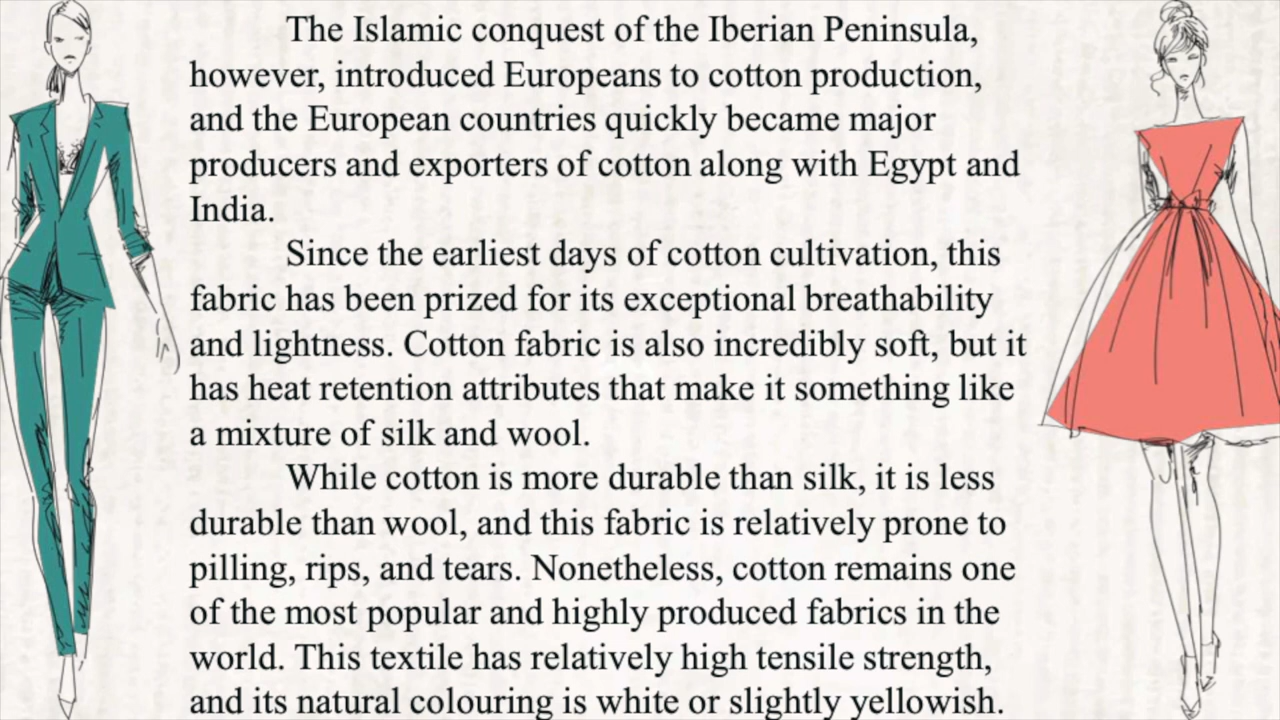 The Islamic conquest of the Iberian Peninsula,
however, introduced Europeans to cotton production,
and the European countries quickly became major
producers and exporters of cotton along with Egypt and
India.
Since the earliest days of cotton cultivation, this
fabric has been prized for its exceptional breathability
and lightness. Cotton fabric is also incredibly soft, but it
has heat retention attributes that make it something like
a mixture of silk and wool.
While cotton is more durable than silk, it is less
durable than wool, and this fabric is relatively prone to
pilling, rips, and tears. Nonetheless, cotton remains one
of the most popular and highly produced fabrics in the
world. This textile has relatively high tensile strength,
and its natural colouring is white or slightly yellowish.